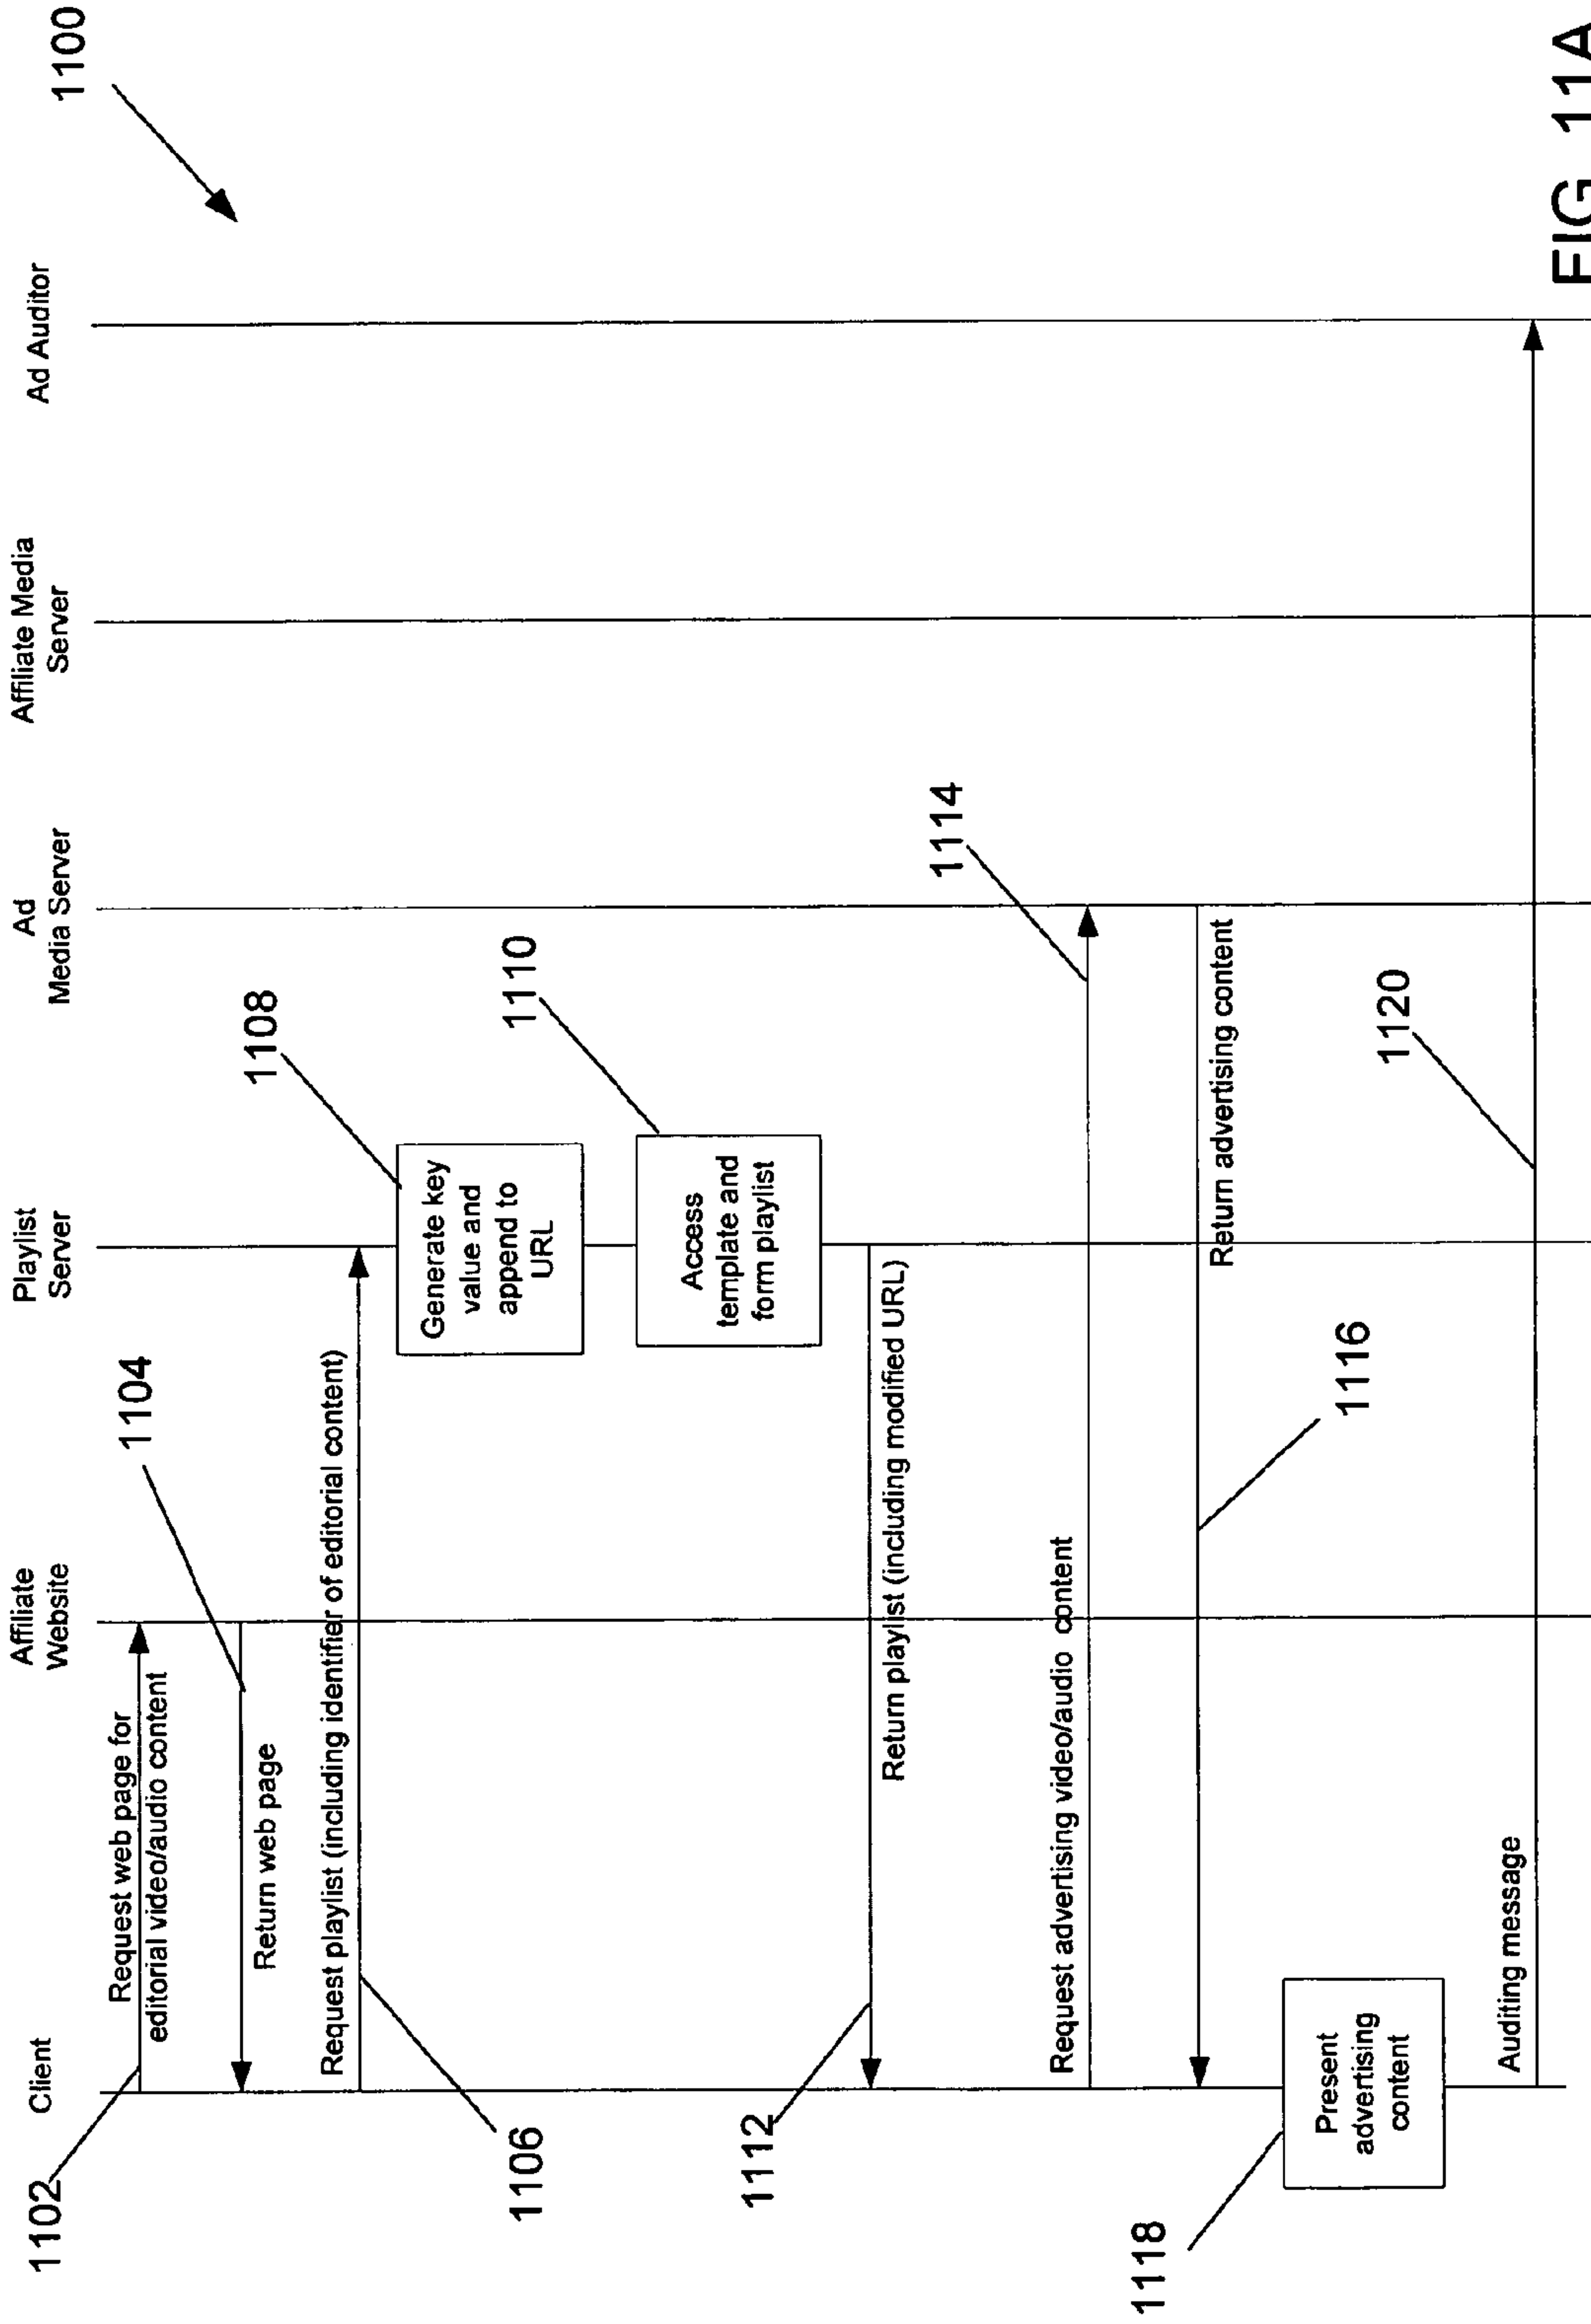 1100
Client
Affiliate
Website
Playlist
Server
Ad
Media Server
Affiliate Media
Server
Ad Auditor
1102
Request web page for
editorial video/audio content
1104
Return web page
Request playlist (including identifier of editorial content)
1106
1108
Generate key
value and
append to
URL
1110
Access
template and
form playlist
Return playlist (including modified URL)
1112
1114
Request advertising video/audio content
Return advertising content
1116
1118
Present
advertising
content
1120
Auditing message
FIG. 11A